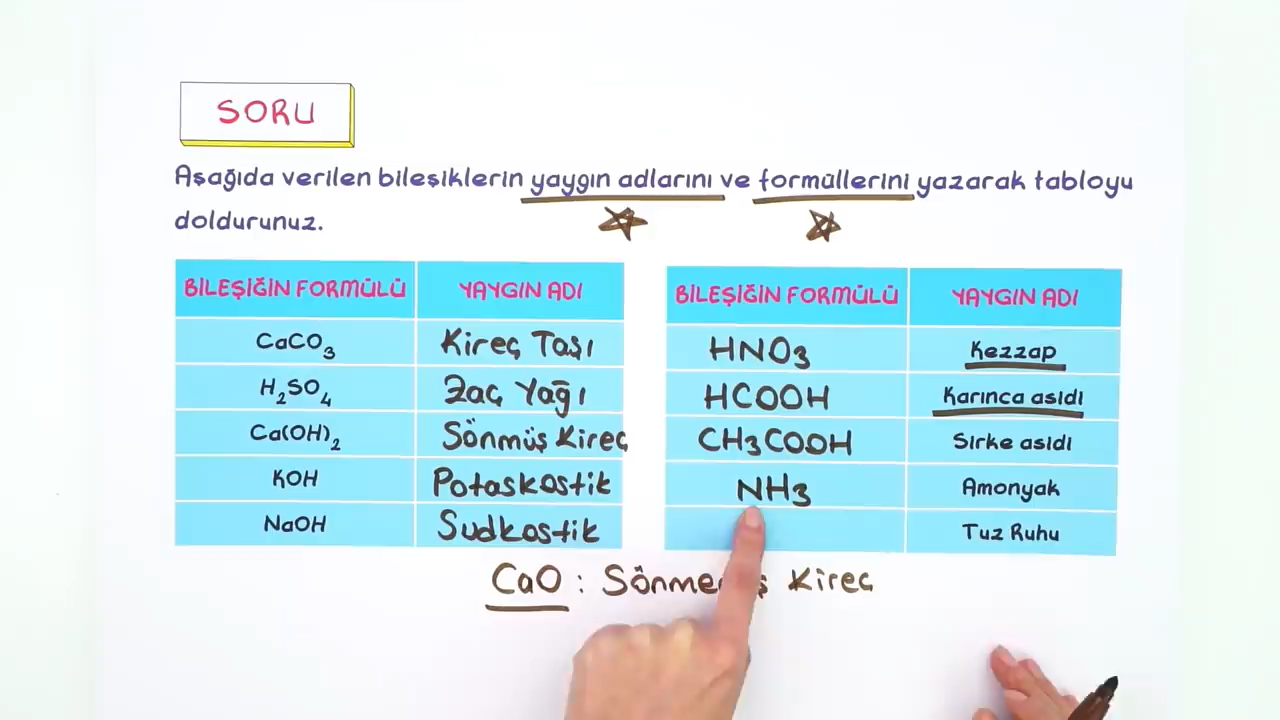 SORU
Aşağıda verilen bileşiklerin yaygın adlarını ve formüllerini yazarak tabloyu
doldurunuz.
BİLEŞİĞİN FORMÜLÜ YAYGIN ADI
CaCO₃ Kireç Taşı
H₂SO₄ Zaç Yağı
Ca(OH)₂ Sönmüş Kireç
KOH Potaskostik
NaOH Sudkostik
BİLEŞİĞİN FORMÜLÜ YAYGIN ADI
HNO₃ Kezzap
HCOOH Karınca asidi
CH₃COOH Sirke asidi
NH₃ Amonyak
Tuz Ruhu
CaO : Kireç